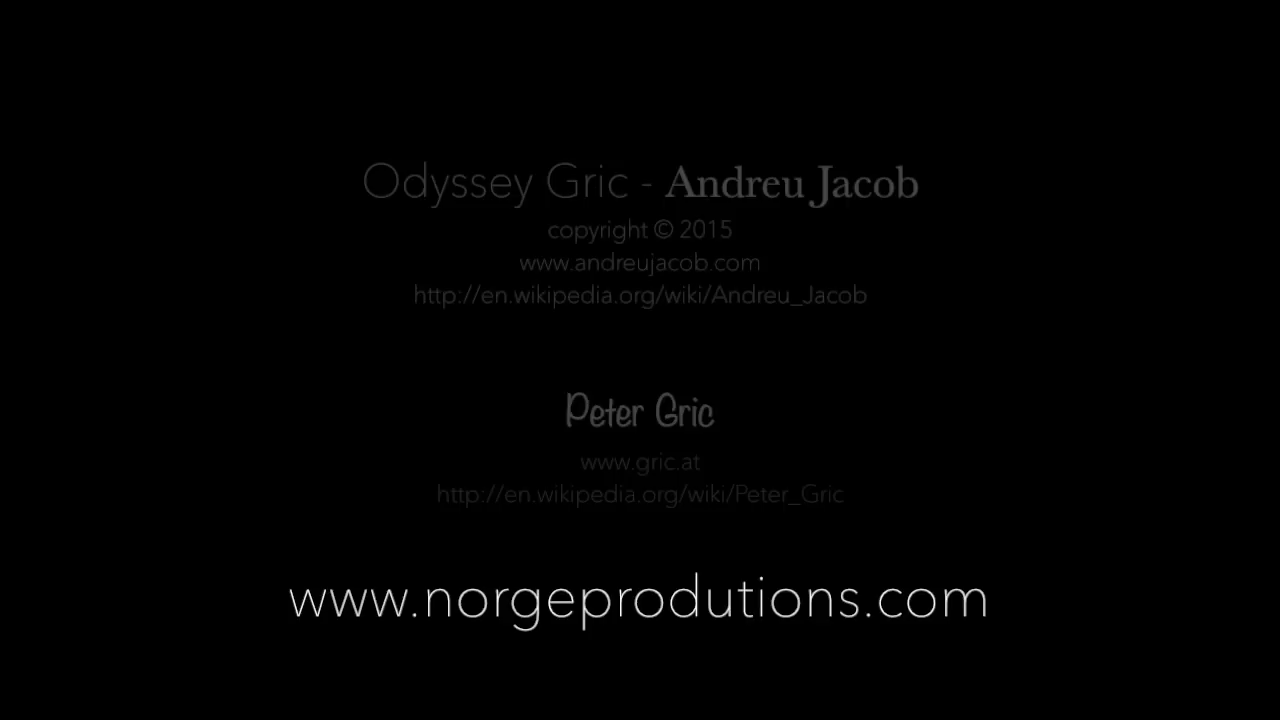 Odyssey Gric - Andreu Jacob
copyright © 2015
www.andreujacob.com
http://en.wikipedia.org/wiki/Andreu_Jacob
Peter Gric
www.gric.at
http://en.wikipedia.org/wiki/Peter_Gric
www.norgeprodutions.com